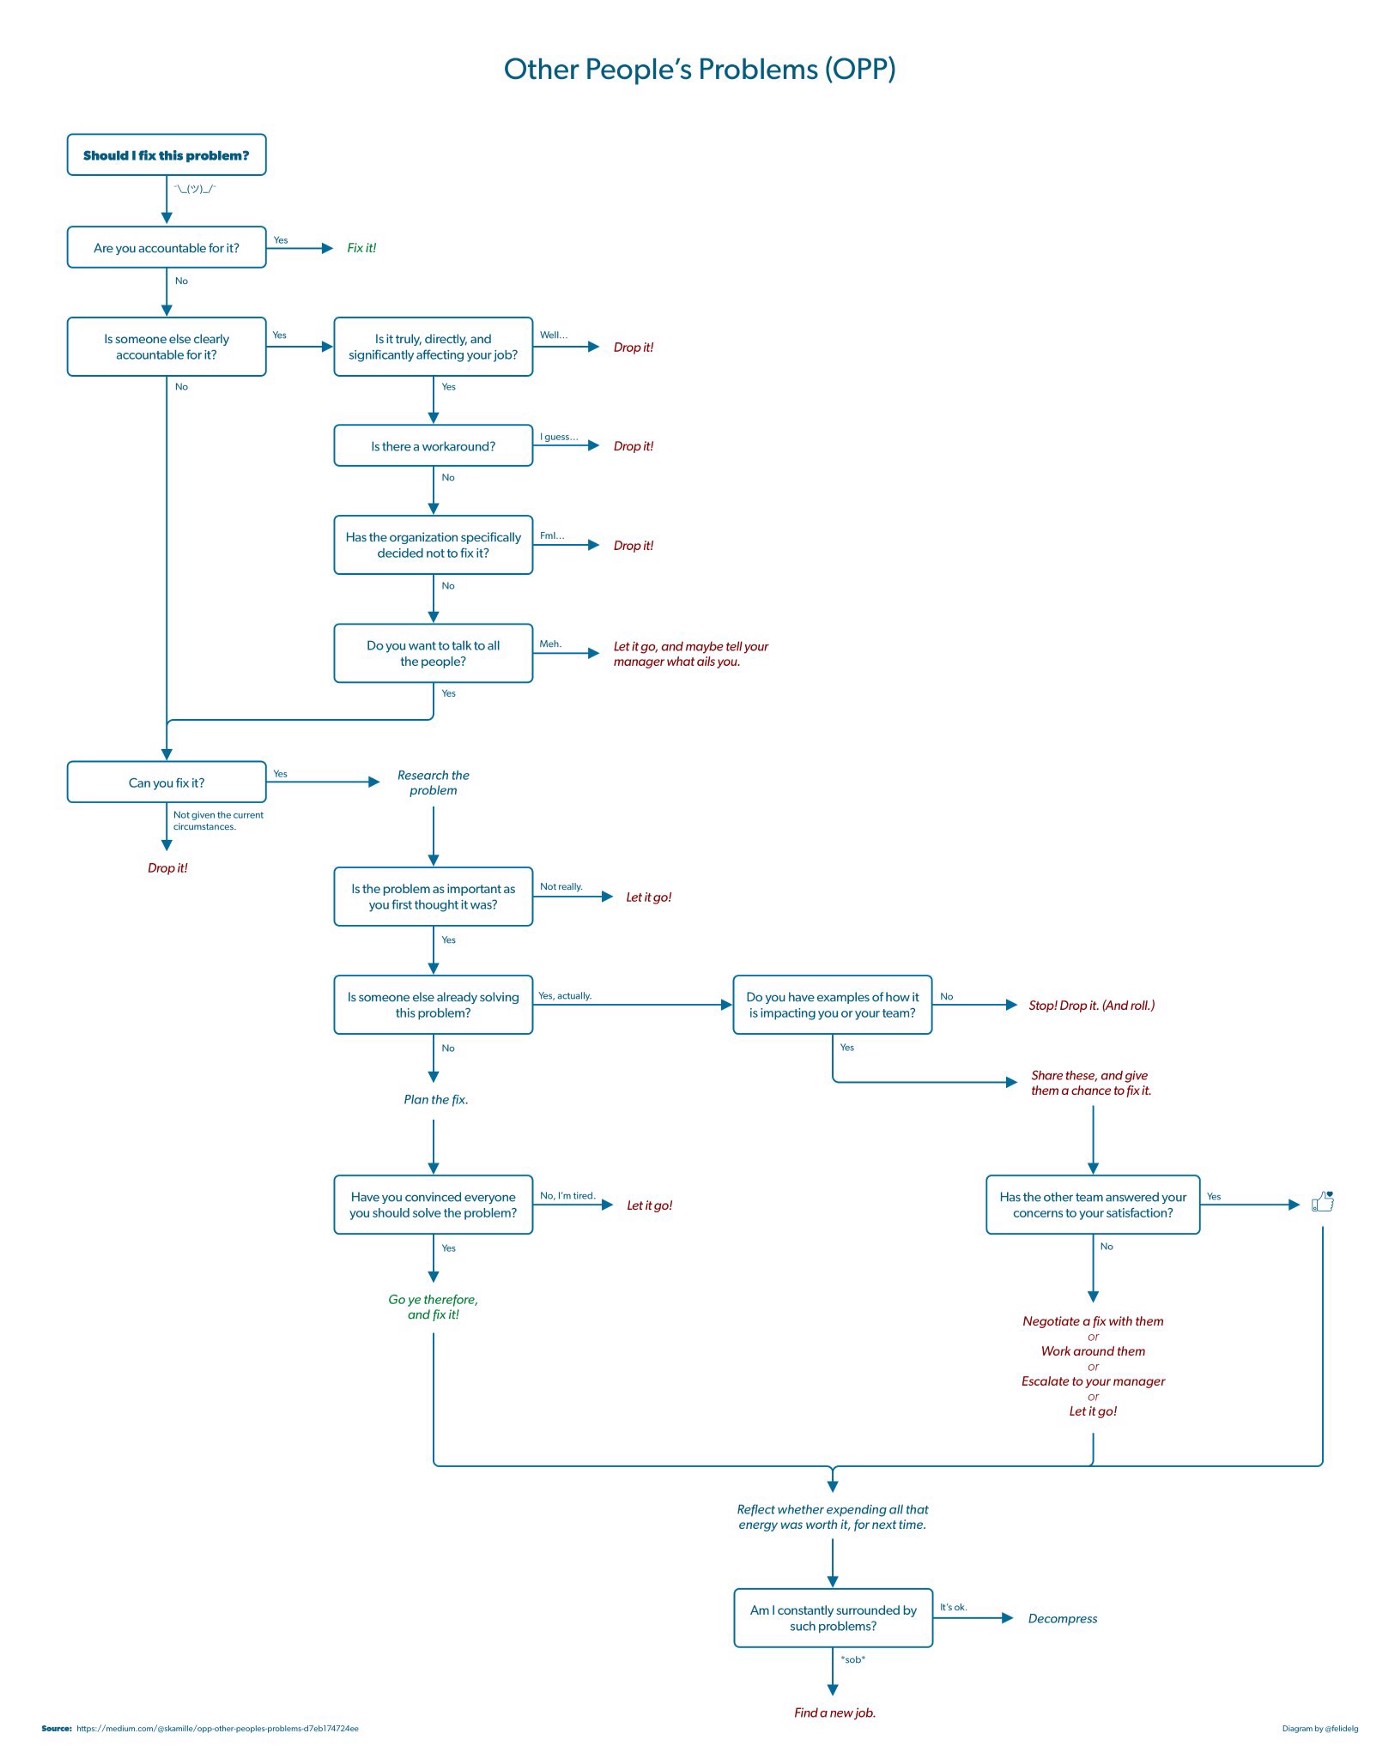 Other People’s Problems (OPP)
Should I fix this problem?
¯\_(ツ)_/¯
Are you accountable for it?
Yes
Fix it!
No
Is someone else clearly
accountable for it?
Yes
Is it truly, directly, and
significantly affecting your job?
Well...
Drop it!
No
Yes
Is there a workaround?
I guess...
Drop it!
No
Has the organization specifically
decided not to fix it?
Fml...
Drop it!
No
Do you want to talk to all
the people?
Meh.
Let it go, and maybe tell your
manager what ails you.
Yes
Can you fix it?
Yes
Research the
problem
Not given the current
circumstances.
Drop it!
Is the problem as important as
you first thought it was?
Not really.
Let it go!
Yes
Is someone else already solving
this problem?
Yes, actually.
Do you have examples of how it
is impacting you or your team?
No
Stop! Drop it. (And roll.)
No
Yes
Share these, and give
them a chance to fix it.
Plan the fix.
Have you convinced everyone
you should solve the problem?
No, I’m tired.
Let it go!
Has the other team answered your
concerns to your satisfaction?
Yes
Yes
No
Go ye therefore,
and fix it!
Negotiate a fix with them
or
Work around them
or
Escalate to your manager
or
Let it go!
Reflect whether expending all that
energy was worth it, for next time.
Am I constantly surrounded by
such problems?
It’s ok.
Decompress
*sob*
Find a new job.
Source: https://medium.com/@skamille/opp-other-peoples-problems-d7eb174724ee
Diagram by @felidelg